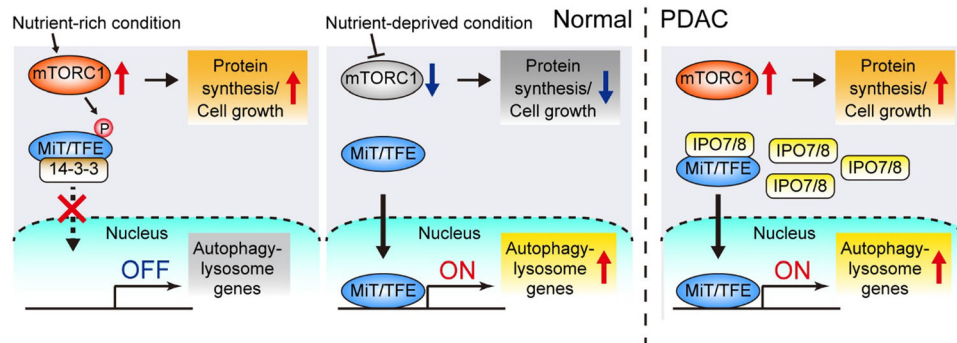 Nutrient-rich condition
mTORC1
Protein
synthesis/
Cell growth
P
MiT/TFE
14-3-3
Nucleus
OFF
Autophagy-
lysosome
genes
Nutrient-deprived condition
Normal
mTORC1
Protein
synthesis/
Cell growth
MiT/TFE
Nucleus
MiT/TFE
ON
Autophagy-
lysosome
genes
PDAC
mTORC1
Protein
synthesis/
Cell growth
IPO7/8
MiT/TFE
IPO7/8
IPO7/8
IPO7/8
Nucleus
MiT/TFE
ON
Autophagy-
lysosome
genes